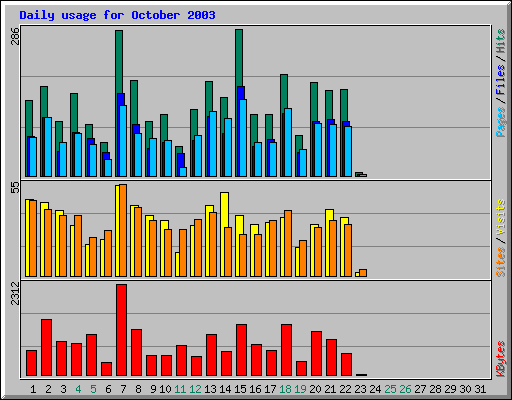 Daily usage for October 2003
286
Pages / Files / Hits
55
Sites / Visits
2312
KBytes
1 2 3 4 5 6 7 8 9 10 11 12 13 14 15 16 17 18 19 20 21 22 23 24 25 26 27 28 29 30 31